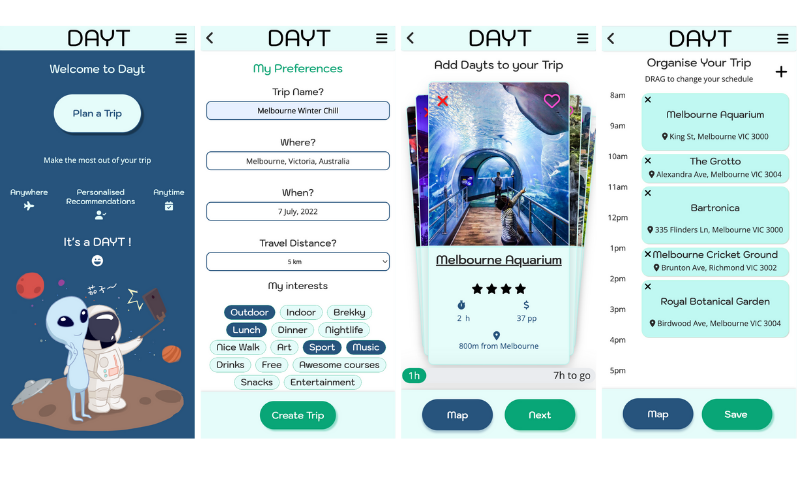 DAYT
Welcome to Dayt
Plan a Trip
Make the most out of your trip
Anywhere
Personalised
Recommendations
Anytime
It's a DAYT !
DAYT
My Preferences
Trip Name?
Melbourne Winter Chill
Where?
Melbourne, Victoria, Australia
When?
7 July, 2022
Travel Distance?
5 km
My interests
Outdoor Indoor Brekky
Lunch Dinner Nightlife
Nice Walk Art Sport Music
Drinks Free Awesome courses
Snacks Entertainment
Create Trip
DAYT
Add Dayts to your Trip
Melbourne Aquarium
2 h
$
37 pp
800m from Melbourne
1h
7h to go
Map
Next
DAYT
Organise Your Trip
DRAG to change your schedule
8am
Melbourne Aquarium
9am
King St, Melbourne VIC 3000
10am
The Grotto
Alexandra Ave, Melbourne VIC 3004
11am
Bartronica
12pm
335 Flinders Ln, Melbourne VIC 3000
1pm
Melbourne Cricket Ground
Brunton Ave, Richmond VIC 3002
2pm
Royal Botanical Garden
3pm
Birdwood Ave, Melbourne VIC 3004
4pm
5pm
Map
Save